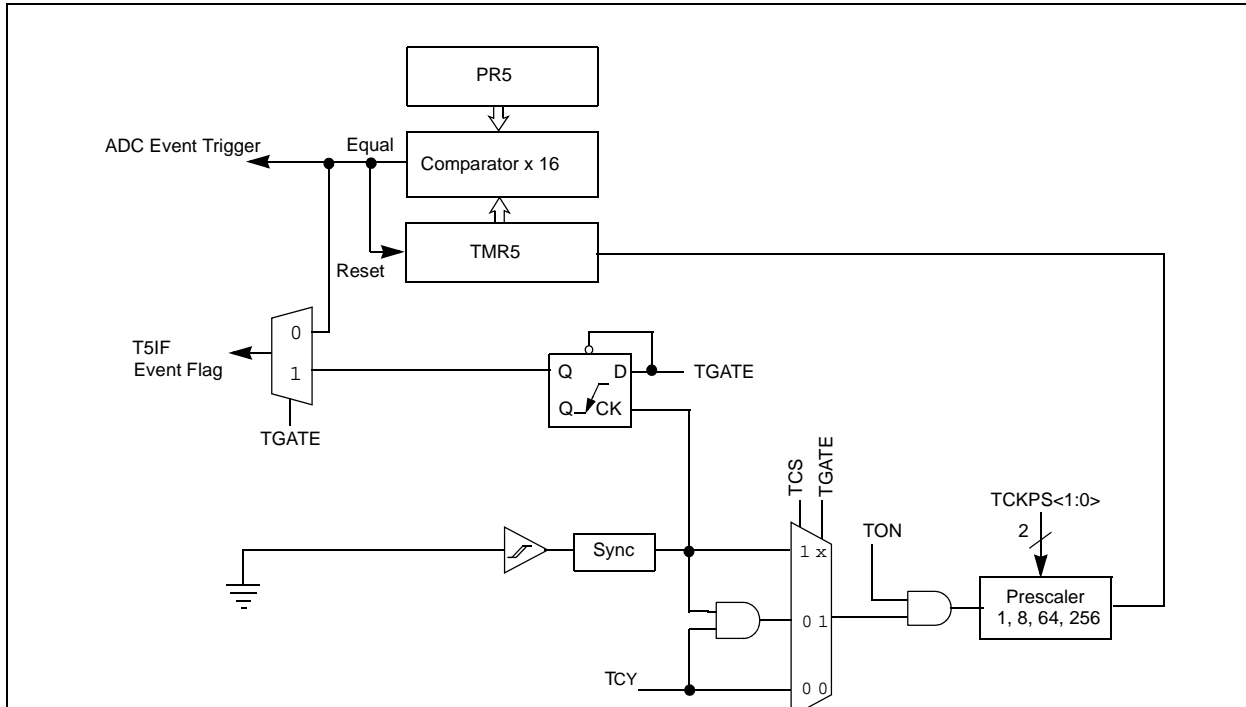 PR5
ADC Event Trigger
Equal
Comparator x 16
TMR5
Reset
0
T5IF
Event Flag
1
Q
D
TGATE
Q
CK
TGATE
TCS
TGATE
TCKPS<1:0>
2
TON
Sync
1 x
Prescaler
1, 8, 64, 256
0 1
TCY
0 0